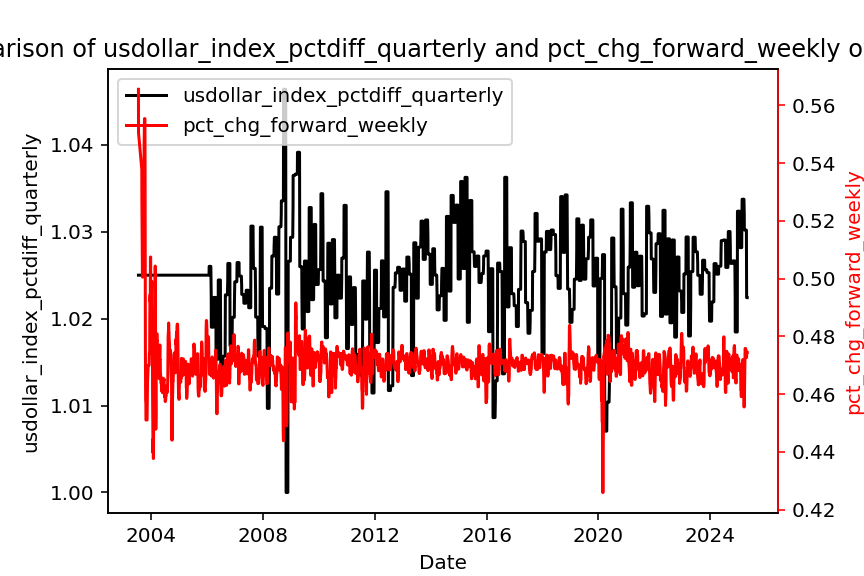 arison of usdollar_index_pctdiff_quarterly and pct_chg_forward_weekly o
usdollar_index_pctdiff_quarterly
pct_chg_forward_weekly
usdollar_index_pctdiff_quarterly
1.04
1.03
1.02
1.01
1.00
0.56
0.54
0.52
0.50
0.48
0.46
0.44
0.42
pct_chg_forward_weekly
2004 2008 2012 2016 2020 2024
Date